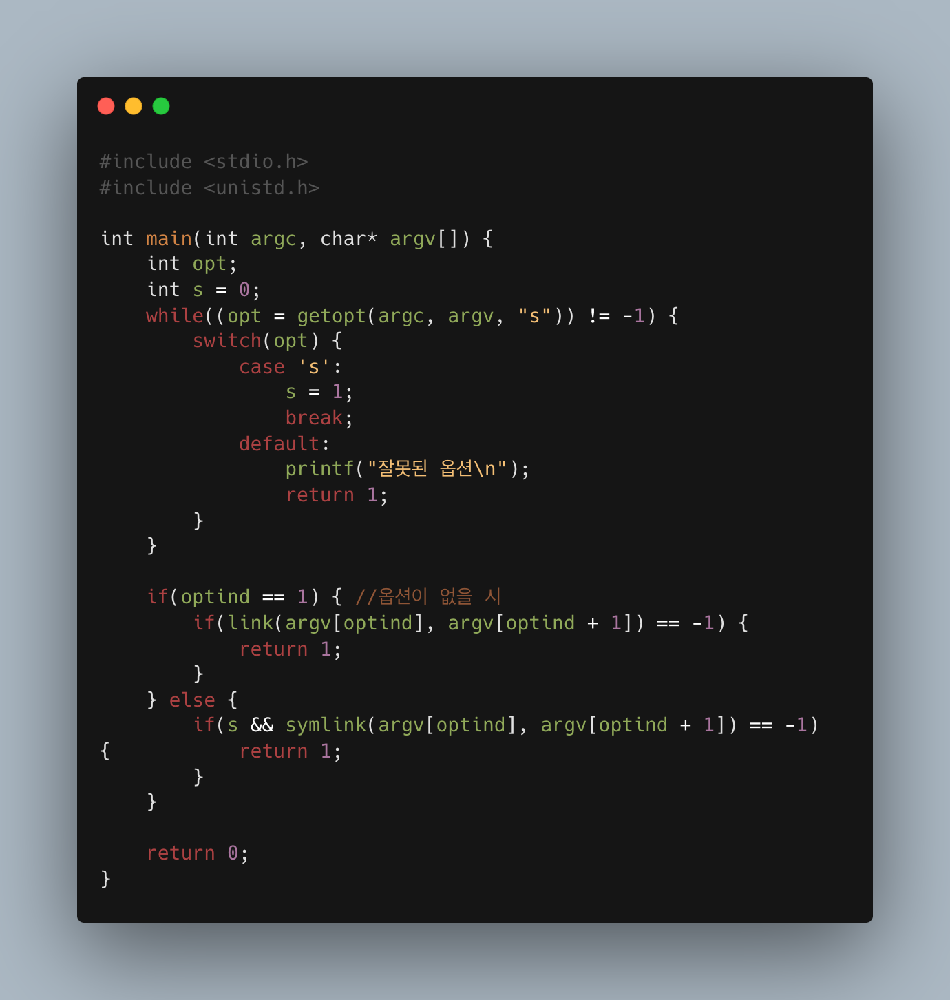 #include <stdio.h>
#include <unistd.h>

int main(int argc, char* argv[]) {
    int opt;
    int s = 0;
    while((opt = getopt(argc, argv, "s")) != -1) {
        switch(opt) {
            case 's':
                s = 1;
                break;
            default:
                printf("잘못된 옵션\n");
                return 1;
        }
    }

    if(optind == 1) { //옵션이 없을 시
        if(link(argv[optind], argv[optind + 1]) == -1) {
            return 1;
        }
    } else {
        if(s && symlink(argv[optind], argv[optind + 1]) == -1)
{           return 1;
        }
    }

    return 0;
}